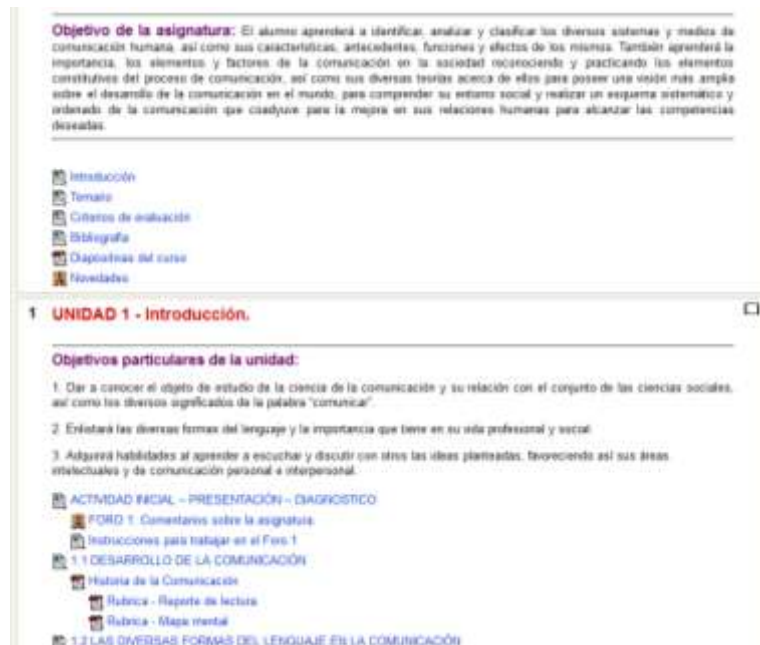 Objetivo de la asignatura: El alumno aprenderá a identificar, analizar y clasificar los diversos sistemas y medios de
comunicación humana, así como sus características, antecedentes, funciones y efectos de los mismos. También aprenderá la
importancia, los elementos y factores de la comunicación en la sociedad reconociendo y practicando los elementos
constitutivos del proceso de comunicación, así como sus diversas teorías acerca de ellos para poseer una visión más amplia
sobre el desarrollo de la comunicación en el mundo, para comprender su entorno social y realizar un esquema sistemático y
ordenado de la comunicación que coadyuve para la mejora en sus relaciones humanas para alcanzar las competencias
deseadas.
Introducción
Temario
Criterios de evaluación
Bibliografía
Diapositivas del curso
Novedades
1 UNIDAD 1 - Introducción.
Objetivos particulares de la unidad:
1. Dar a conocer el objeto de estudio de la ciencia de la comunicación y su relación con el conjunto de las ciencias sociales,
así como los diversos significados de la palabra "comunicar".
2. Enlistará las diversas formas del lenguaje y la importancia que tiene en su vida profesional y social.
3. Adquirirá habilidades al aprender a escuchar y discutir con otros las ideas planteadas, favoreciendo así sus áreas
intelectuales y de comunicación personal e interpersonal.
ACTIVIDAD INICIAL – PRESENTACIÓN – DIAGNOSTICO
FORO 1: Comentarios sobre la asignatura
Instrucciones para trabajar en el Foro 1
1.1 DESARROLLO DE LA COMUNICACIÓN
Historia de la Comunicación
Rubrica - Reporte de lectura
Rubrica - Mapa mental
1.2 LAS DIVERSAS FORMAS DEL LENGUAJE EN LA COMUNICACIÓN